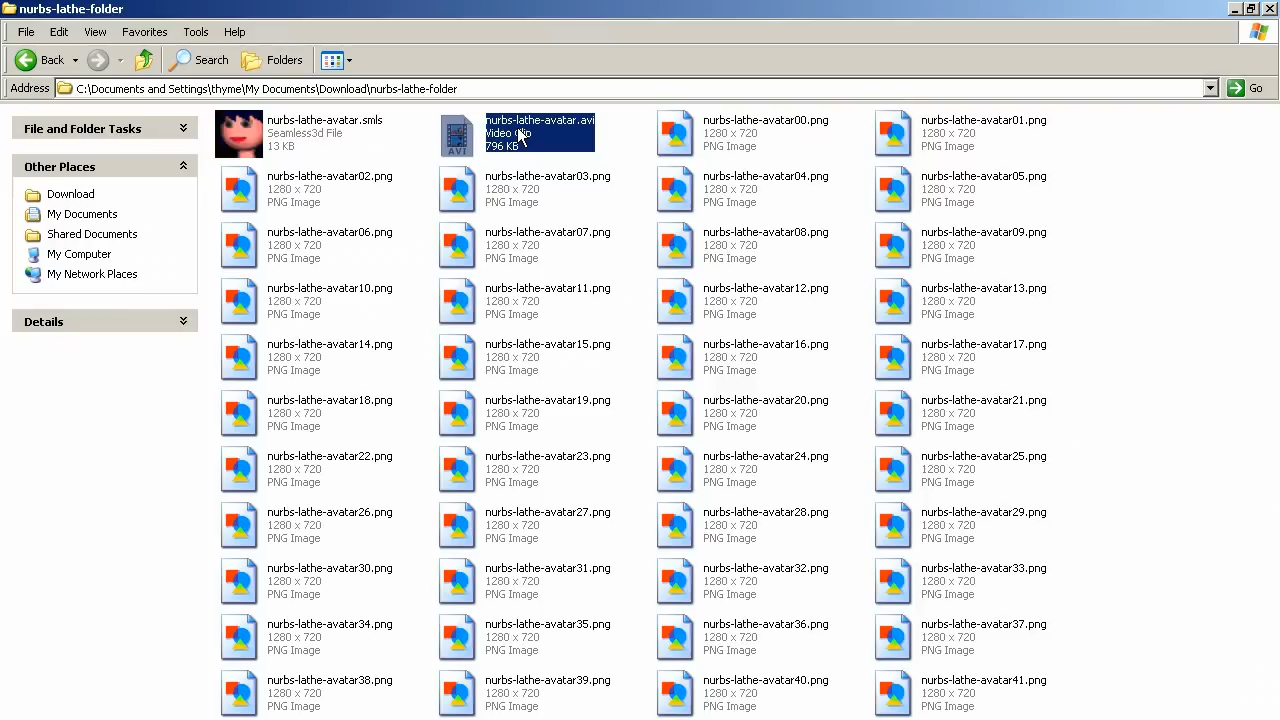 nurbs-lathe-folder
File Edit View Favorites Tools Help
Back Search Folders
Address C:\Documents and Settings\thyme\My Documents\Download\nurbs-lathe-folder Go
File and Folder Tasks
Other Places
Download
My Documents
Shared Documents
My Computer
My Network Places
Details
nurbs-lathe-avatar.smls
Seamless3d File
13 KB
nurbs-lathe-avatar.avi
Video Clip
796 KB
AVI
nurbs-lathe-avatar00.png
1280 x 720
PNG Image
nurbs-lathe-avatar01.png
1280 x 720
PNG Image
nurbs-lathe-avatar02.png
1280 x 720
PNG Image
nurbs-lathe-avatar03.png
1280 x 720
PNG Image
nurbs-lathe-avatar04.png
1280 x 720
PNG Image
nurbs-lathe-avatar05.png
1280 x 720
PNG Image
nurbs-lathe-avatar06.png
1280 x 720
PNG Image
nurbs-lathe-avatar07.png
1280 x 720
PNG Image
nurbs-lathe-avatar08.png
1280 x 720
PNG Image
nurbs-lathe-avatar09.png
1280 x 720
PNG Image
nurbs-lathe-avatar10.png
1280 x 720
PNG Image
nurbs-lathe-avatar11.png
1280 x 720
PNG Image
nurbs-lathe-avatar12.png
1280 x 720
PNG Image
nurbs-lathe-avatar13.png
1280 x 720
PNG Image
nurbs-lathe-avatar14.png
1280 x 720
PNG Image
nurbs-lathe-avatar15.png
1280 x 720
PNG Image
nurbs-lathe-avatar16.png
1280 x 720
PNG Image
nurbs-lathe-avatar17.png
1280 x 720
PNG Image
nurbs-lathe-avatar18.png
1280 x 720
PNG Image
nurbs-lathe-avatar19.png
1280 x 720
PNG Image
nurbs-lathe-avatar20.png
1280 x 720
PNG Image
nurbs-lathe-avatar21.png
1280 x 720
PNG Image
nurbs-lathe-avatar22.png
1280 x 720
PNG Image
nurbs-lathe-avatar23.png
1280 x 720
PNG Image
nurbs-lathe-avatar24.png
1280 x 720
PNG Image
nurbs-lathe-avatar25.png
1280 x 720
PNG Image
nurbs-lathe-avatar26.png
1280 x 720
PNG Image
nurbs-lathe-avatar27.png
1280 x 720
PNG Image
nurbs-lathe-avatar28.png
1280 x 720
PNG Image
nurbs-lathe-avatar29.png
1280 x 720
PNG Image
nurbs-lathe-avatar30.png
1280 x 720
PNG Image
nurbs-lathe-avatar31.png
1280 x 720
PNG Image
nurbs-lathe-avatar32.png
1280 x 720
PNG Image
nurbs-lathe-avatar33.png
1280 x 720
PNG Image
nurbs-lathe-avatar34.png
1280 x 720
PNG Image
nurbs-lathe-avatar35.png
1280 x 720
PNG Image
nurbs-lathe-avatar36.png
1280 x 720
PNG Image
nurbs-lathe-avatar37.png
1280 x 720
PNG Image
nurbs-lathe-avatar38.png
1280 x 720
PNG Image
nurbs-lathe-avatar39.png
1280 x 720
PNG Image
nurbs-lathe-avatar40.png
1280 x 720
PNG Image
nurbs-lathe-avatar41.png
1280 x 720
PNG Image